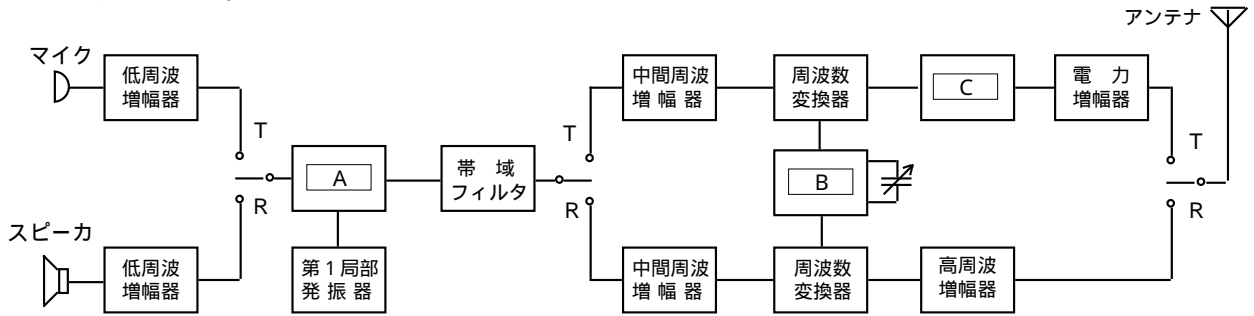 アンテナ
マイク
低周波
増幅器
T
R
A
帯 域
フィルタ
第1局部
発 振 器
スピーカ
低周波
増幅器
T
R
中間周波
増 幅 器
周波数
変換器
C
電 力
増幅器
B
中間周波
増 幅 器
周波数
変換器
高周波
増幅器
T
R